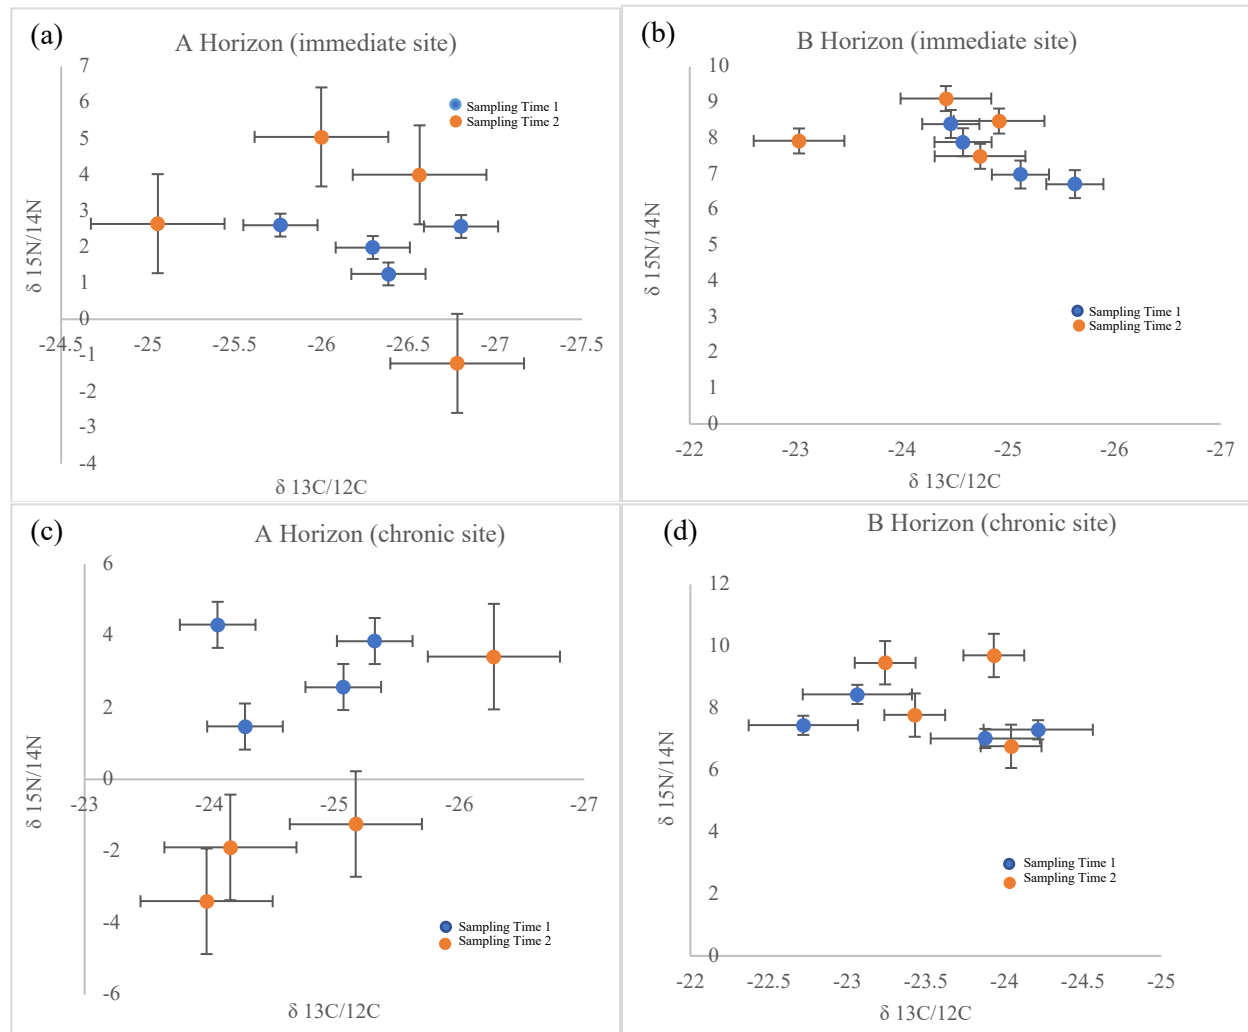 (a)
A Horizon (immediate site)
7
6
5
4
3
2
1
0
-1
-2
-3
-4
δ 15N/14N
-24.5 -25 -25.5 -26 -26.5 -27 -27.5
δ 13C/12C
Sampling Time 1
Sampling Time 2
(b)
B Horizon (immediate site)
10
9
8
7
6
5
4
3
2
1
0
δ 15N/14N
-22 -23 -24 -25 -26 -27
δ 13C/12C
Sampling Time 1
Sampling Time 2
(c)
A Horizon (chronic site)
6
4
2
0
-2
-4
-6
δ 15N/14N
-23 -24 -25 -26 -27
δ 13C/12C
Sampling Time 1
Sampling Time 2
(d)
B Horizon (chronic site)
12
10
8
6
4
2
0
δ 15N/14N
-22 -22.5 -23 -23.5 -24 -24.5 -25
δ 13C/12C
Sampling Time 1
Sampling Time 2